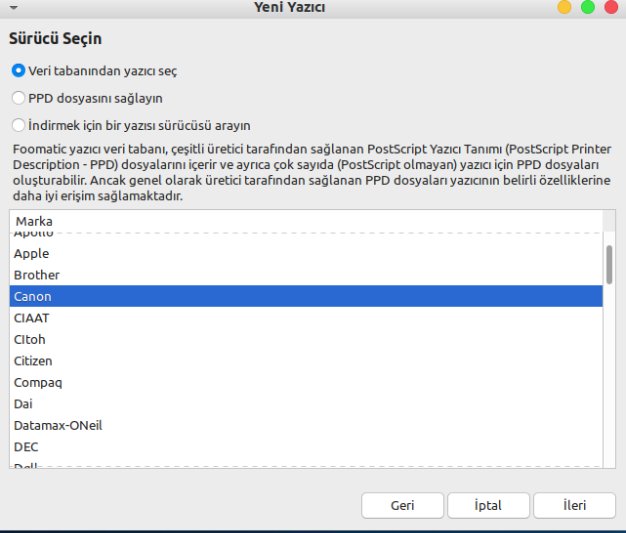 Yeni Yazıcı
Sürücü Seçin
Veri tabanından yazıcı seç
PPD dosyasını sağlayın
İndirmek için bir yazısı sürücüsü arayın
Foomatic yazıcı veri tabanı, çeşitli üretici tarafından sağlanan PostScript Yazıcı Tanımı (PostScript Printer
Description - PPD) dosyalarını içerir ve ayrıca çok sayıda (PostScript olmayan) yazıcı için PPD dosyaları
oluşturabilir. Ancak genel olarak üretici tarafından sağlanan PPD dosyaları yazıcının belirli özelliklerine
daha iyi erişim sağlamaktadır.
Marka
Apollo
Apple
Brother
Canon
CIAAT
CItoh
Citizen
Compaq
Dai
Datamax-ONeil
DEC
Dell
Geri İptal İleri